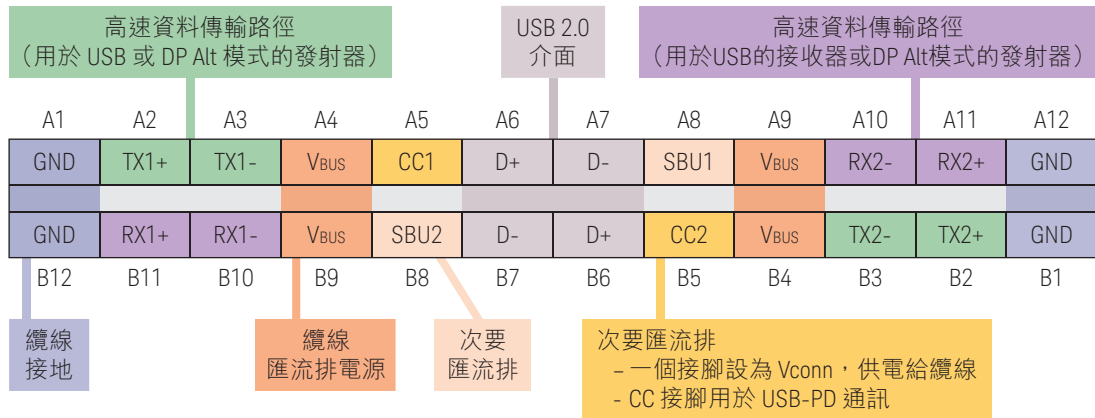 高速資料傳輸路徑
（用於 USB 或 DP Alt 模式的發射器）
USB 2.0
介面
高速資料傳輸路徑
（用於USB的接收器或DP Alt模式的發射器）
A1 A2 A3 A4 A5 A6 A7 A8 A9 A10 A11 A12
GND TX1+ TX1- VBUS CC1 D+ D- SBU1 VBUS RX2- RX2+ GND
GND RX1+ RX1- VBUS SBU2 D- D+ CC2 VBUS TX2- TX2+ GND
B12 B11 B10 B9 B8 B7 B6 B5 B4 B3 B2 B1
纜線
接地
纜線
匯流排電源
次要
匯流排
次要匯流排
– 一個接腳設為 Vconn，供電給纜線
- CC 接腳用於 USB-PD 通訊